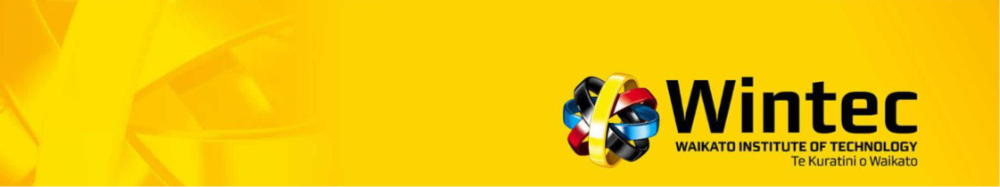 Wintec
WAIKATO INSTITUTE OF TECHNOLOGY
Te Kuratini o Waikato